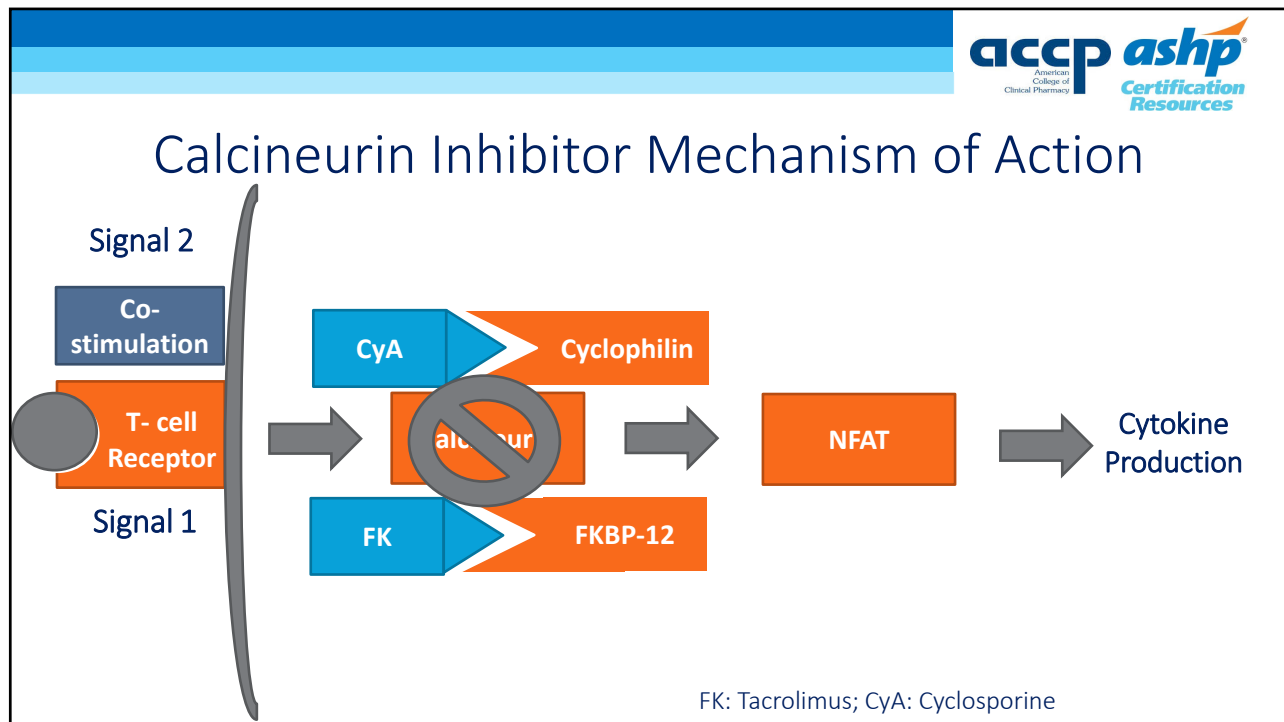 accp
American
College of
Clinical Pharmacy
ashp®
Certification
Resources
Calcineurin Inhibitor Mechanism of Action
Signal 2
Co-
stimulation
T- cell
Receptor
Signal 1
CyA
Cyclophilin
FK
FKBP-12
NFAT
Cytokine
Production
FK: Tacrolimus; CyA: Cyclosporine